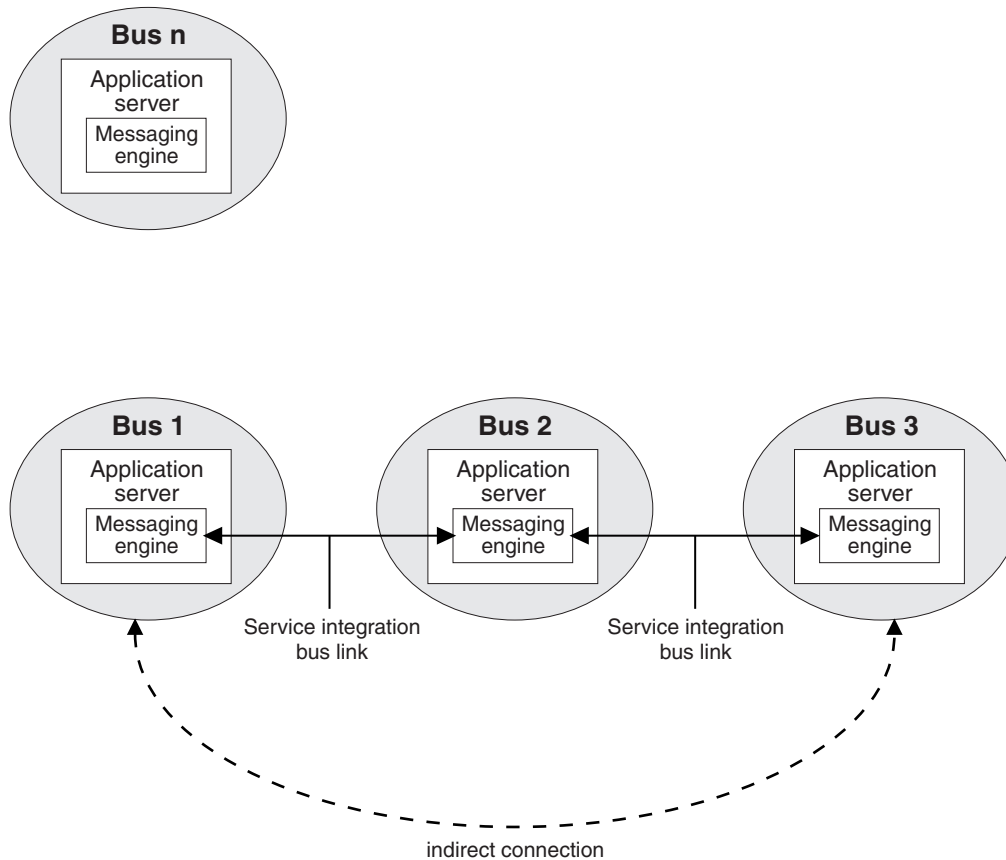 Bus n
Application
server
Messaging
engine
Bus 1
Application
server
Messaging
engine
Bus 2
Application
server
Messaging
engine
Bus 3
Application
server
Messaging
engine
Service integration
bus link
Service integration
bus link
indirect connection